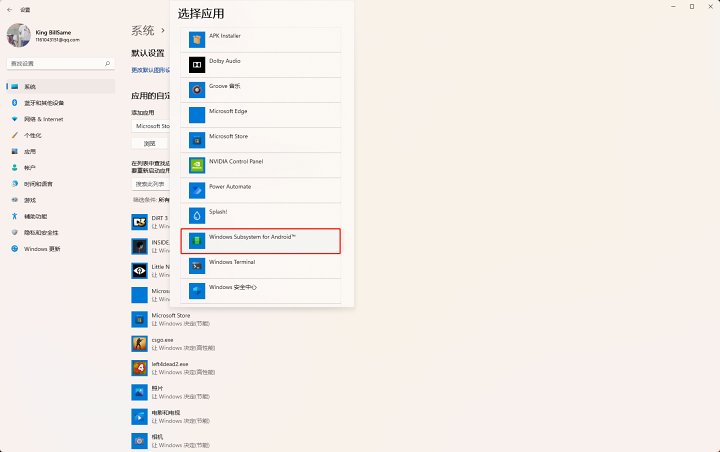 设置
King BillSame
1161043151@qq.com
查找设置
系统
蓝牙和其他设备
网络 & Internet
个性化
应用
帐户
时间和语言
游戏
辅助功能
隐私和安全性
Windows 更新
系统 >
默认设置
更改默认图形设
应用的自定
添加应用
Microsoft Sto
浏览
在列表中查找应
要重新启动应用
搜索此列表
筛选条件: 所有
DiRT 3
让 Win
INSIDE
让 Win
Little N
让 Win
Micros
让 Win
Microsoft Store
让 Windows 决定(节能)
csgo.exe
让 Windows 决定(高性能)
left4dead2.exe
让 Windows 决定(高性能)
照片
让 Windows 决定(节能)
电影和电视
让 Windows 决定(节能)
相机
让 Windows 决定(节能)
选择应用
APK Installer
Dolby Audio
Groove 音乐
Microsoft Edge
Microsoft Store
NVIDIA Control Panel
Power Automate
Splash!
Windows Subsystem for Android™
Windows Terminal
Windows 安全中心